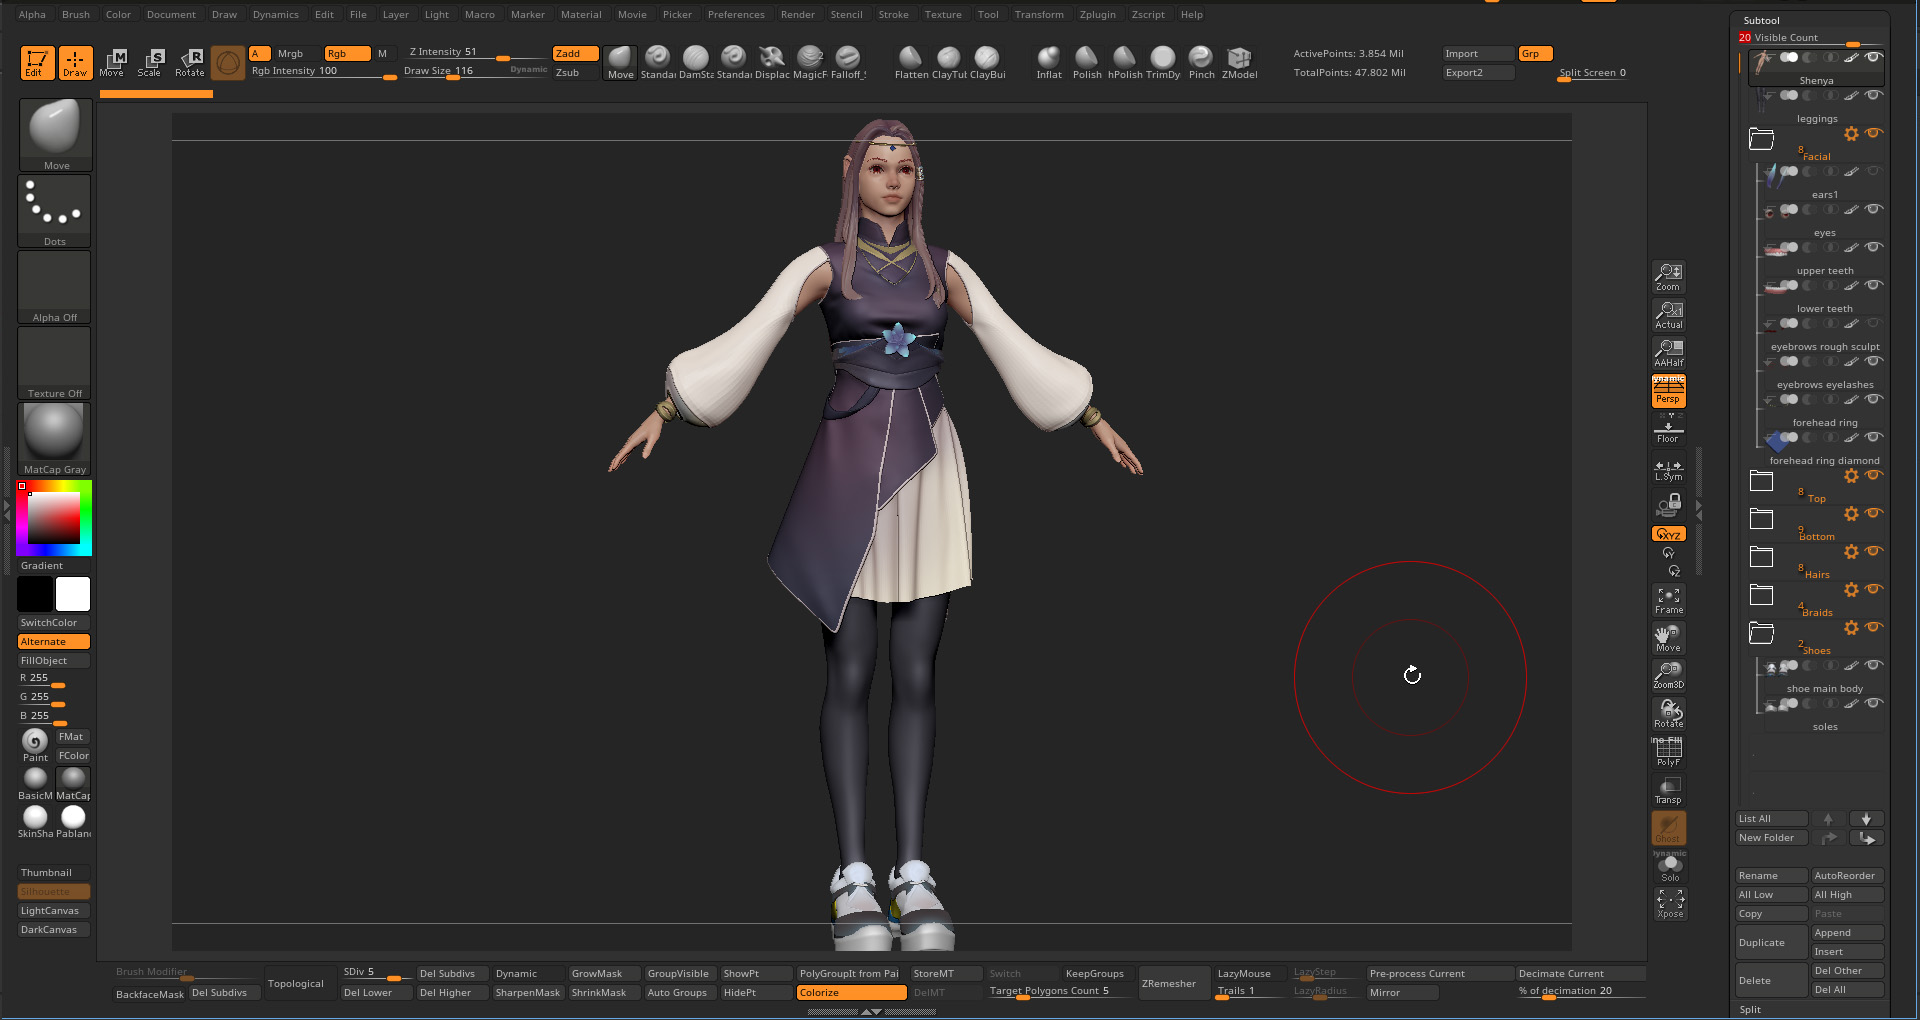 Alpha Brush Color Document Draw Dynamics Edit File Layer Light Macro Marker Material Movie Picker Preferences Render Stencil Stroke Texture Tool Transform Zplugin Zscript Help
Edit Draw Move Scale Rotate
A Mrgb Rgb M
Rgb Intensity 100
Z Intensity 51
Draw Size 116 Dynamic
Zadd
Zsub
Move Standa DamSta Standa Displac MagicF Falloff_S Flatten ClayTul ClayBui Inflat Polish hPolish TrimDy Pinch ZModel
ActivePoints: 3.854 Mil
TotalPoints: 47.802 Mil
Import Grp
Export2
Split Screen 0
Move
Dots
Alpha Off
Texture Off
MatCap Gray
Gradient
SwitchColor
Alternate
FillObject
R 255
G 255
B 255
Paint FMat
FColor
BasicM MatCap
SkinSha Pablan
Thumbnail
Silhouette
LightCanvas
DarkCanvas
Zoom
Actual
AAHalf
Dynamic
Persp
Floor
L.Sym
XYZ
Y
Z
Frame
Move
Zoom3D
Rotate
PolyF
Transp
Ghost
Dynamic
Solo
Xpose
Subtool
20 Visible Count
Shenya
leggings
8 Facial
ears1
eyes
upper teeth
lower teeth
eyebrows rough sculpt
eyebrows eyelashes
forehead ring
forehead ring diamond
8 Top
9 Bottom
8 Hairs
4 Braids
2 Shoes
shoe main body
soles
List All
New Folder
Rename AutoReorder
All Low All High
Copy Paste
Duplicate Append
Insert
Delete Del Other
Del All
Split
Brush Modifier
BackfaceMask Del Subdivs
Topological
SDiv 5 Del Subdivs Dynamic GrowMask GroupVisible ShowPt PolyGroupIt from Pai StoreMT Switch KeepGroups
Del Lower Del Higher SharpenMask ShrinkMask Auto Groups HidePt Colorize DelMT Target Polygons Count 5
ZRemesher
LazyMouse LazyStep Pre-process Current Decimate Current
Trails 1 LazyRadius Mirror % of decimation 20